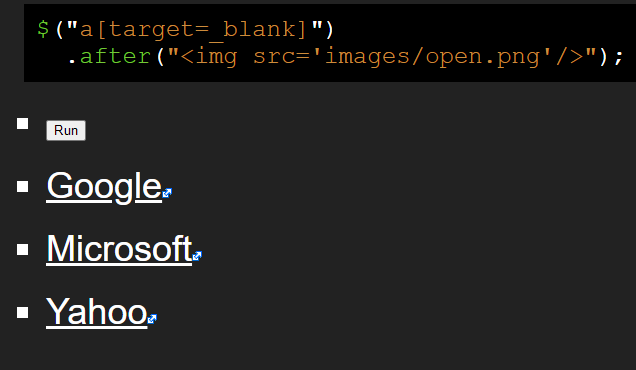 $("a[target=_blank]")
.after("<img src='images/open.png'/>");
Run
Google
Microsoft
Yahoo